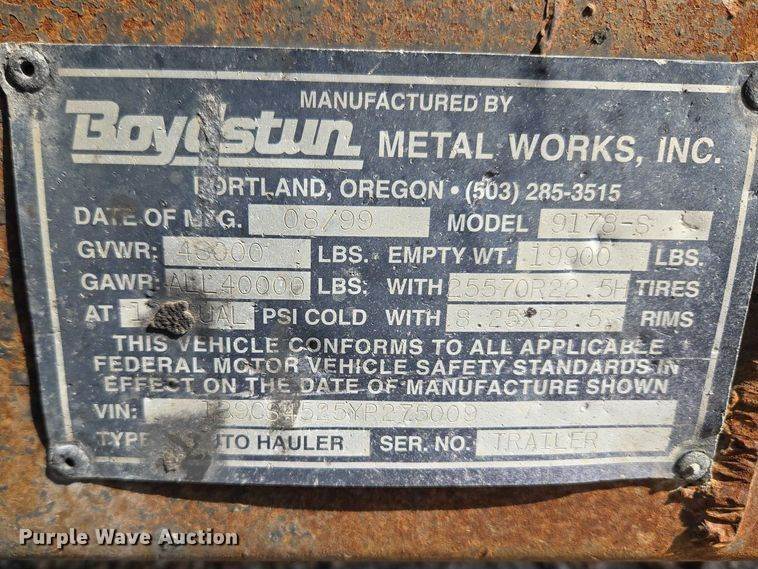 MANUFACTURED BY
Boydstun METAL WORKS, INC.
PORTLAND, OREGON • (503) 285-3515
DATE OF MFG. 08/99 MODEL 9178-S
GVWR: 48000 LBS. EMPTY WT. 19900 LBS.
GAWR: ALL 40000 LBS. WITH 25570R22.5H TIRES
AT PSI COLD WITH 8.25X22.5 RIMS
THIS VEHICLE CONFORMS TO ALL APPLICABLE
FEDERAL MOTOR VEHICLE SAFETY STANDARDS IN
EFFECT ON THE DATE OF MANUFACTURE SHOWN
VIN:
TYPE AUTO HAULER SER. NO. TRAILER
Purple Wave Auction